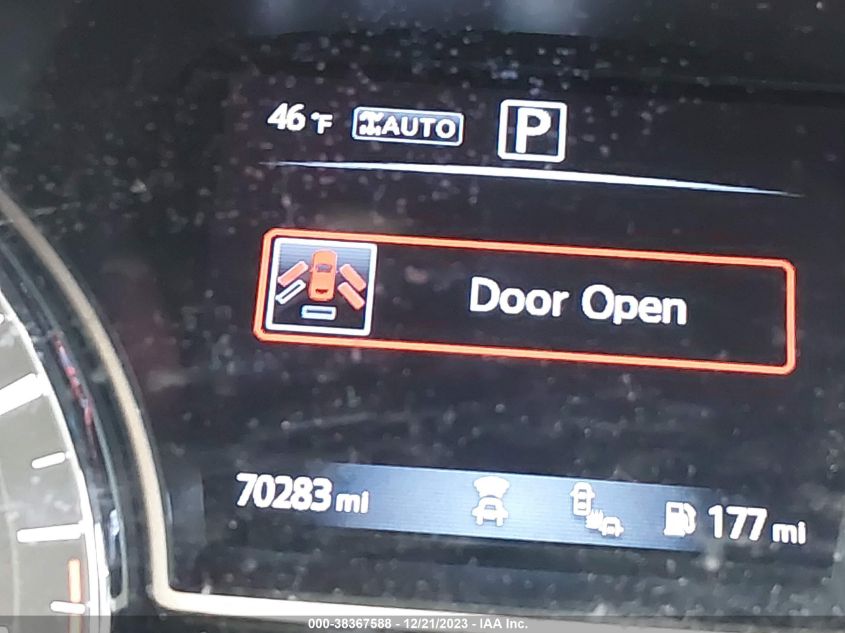 46 °F AUTO P
Door Open
70283 mi 177 mi
000-38367588 - 12/21/2023 - IAA Inc.